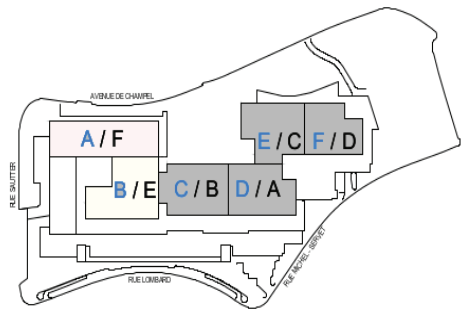 AVENUE DE CHAMPEL
A / F
E / C
F / D
B / E
C / B
D / A
RUE SAUTTER
RUE MICHEL - SERVET
RUE LOMBARD